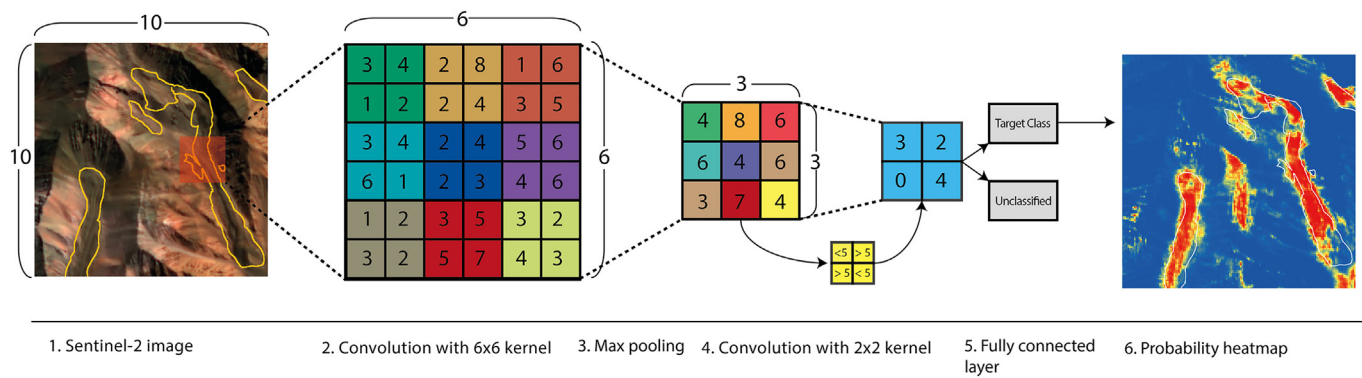 10
6
10
3 4 2 8 1 6
1 2 2 4 3 5
3 4 2 4 5 6
6 1 2 3 4 6
1 2 3 5 3 2
3 2 5 7 4 3
6
3
4 8 6
6 4 6
3 7 4
3
<5 >5
>5 <5
3 2
0 4
Target Class
Unclassified
1. Sentinel-2 image
2. Convolution with 6x6 kernel
3. Max pooling
4. Convolution with 2x2 kernel
5. Fully connected
layer
6. Probability heatmap